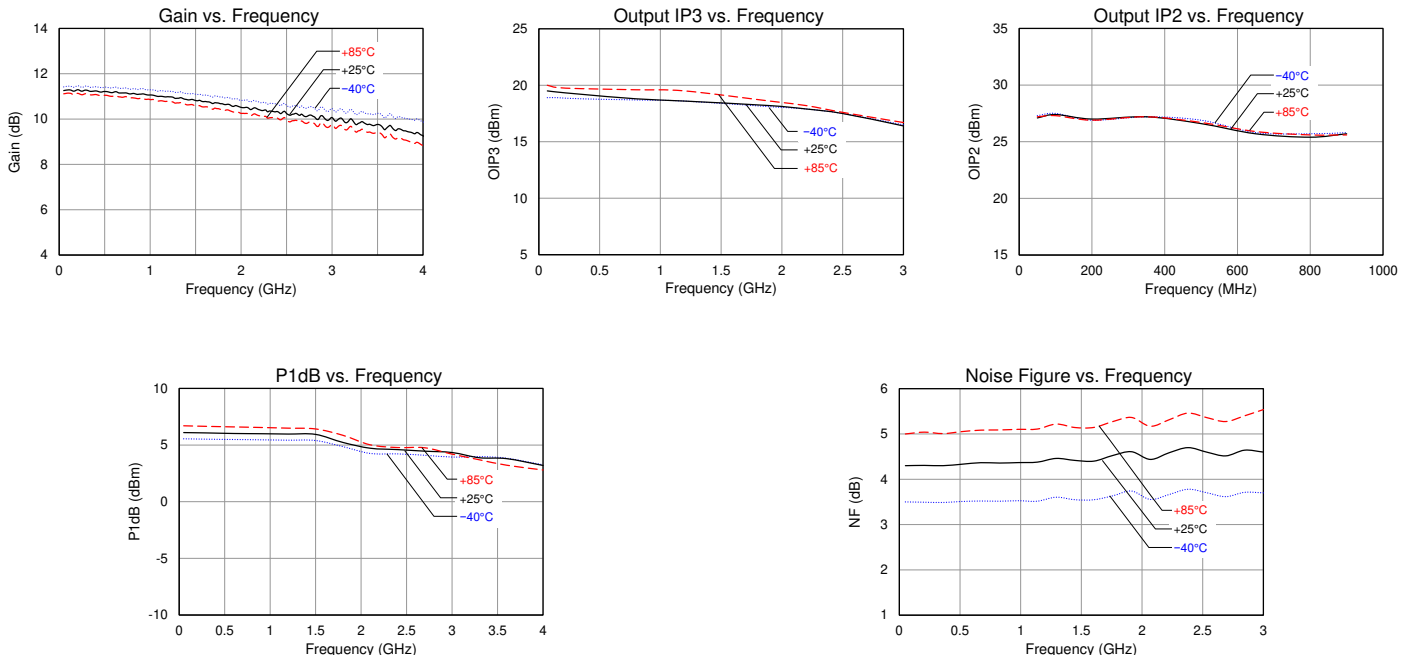 Gain vs. Frequency
14
12
10
8
6
4
Gain (dB)
0
1
2
3
4
Frequency (GHz)
+85°C
+25°C
−40°C
Output IP3 vs. Frequency
25
20
15
10
5
OIP3 (dBm)
0
0.5
1
1.5
2
2.5
3
Frequency (GHz)
−40°C
+25°C
+85°C
Output IP2 vs. Frequency
35
30
25
20
15
OIP2 (dBm)
0
200
400
600
800
1000
Frequency (MHz)
−40°C
+25°C
+85°C
P1dB vs. Frequency
10
5
0
-5
-10
P1dB (dBm)
0
0.5
1
1.5
2
2.5
3
3.5
4
Frequency (GHz)
+85°C
+25°C
−40°C
Noise Figure vs. Frequency
6
5
4
3
2
1
NF (dB)
0
0.5
1
1.5
2
2.5
3
Frequency (GHz)
+85°C
+25°C
−40°C